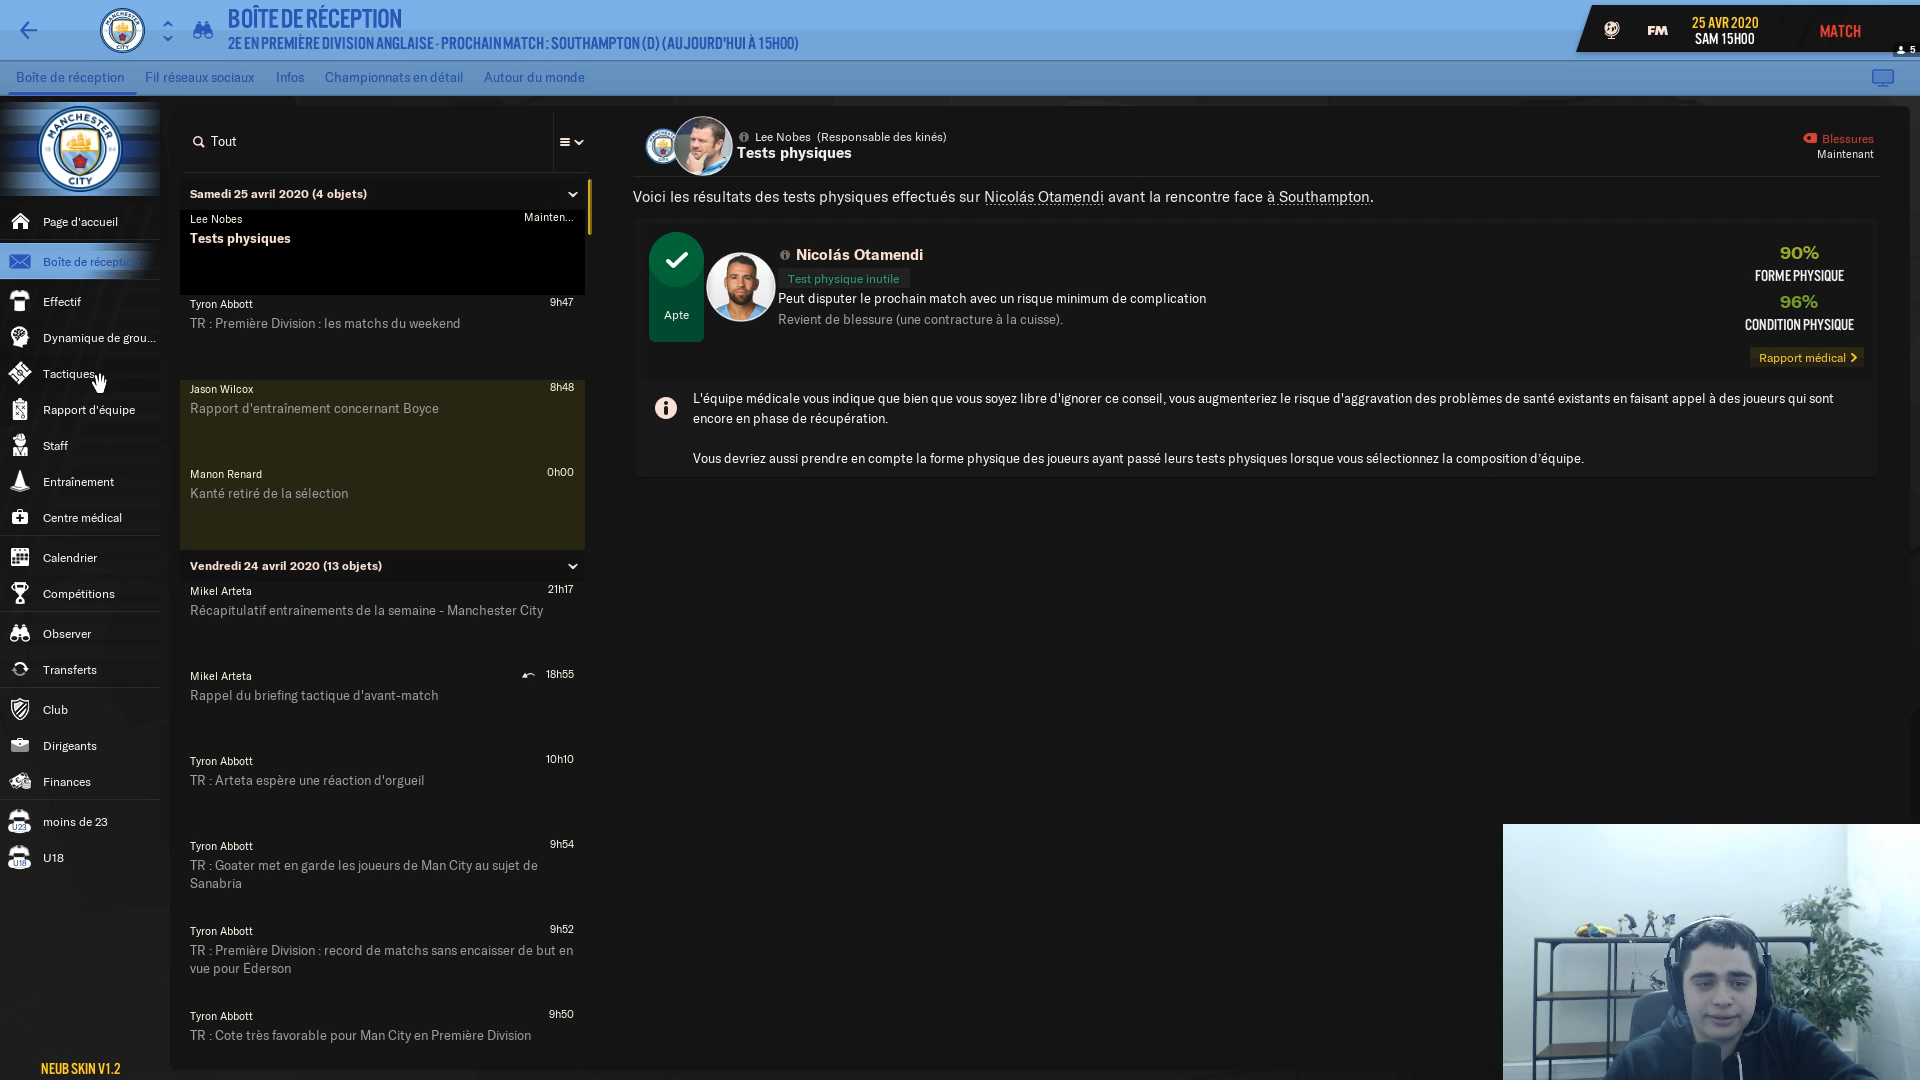 BOÎTE DE RÉCEPTION
2E EN PREMIÈRE DIVISION ANGLAISE - PROCHAIN MATCH : SOUTHAMPTON (D) (AUJOURD'HUI À 15H00)
FM
25 AVR 2020
SAM 15H00
MATCH
5
Boîte de réception
Fil réseaux sociaux
Infos
Championnats en détail
Autour du monde
MANCHESTER
CITY
Page d'accueil
Boîte de réception
Effectif
Dynamique de grou...
Tactiques
Rapport d'équipe
Staff
Entraînement
Centre médical
Calendrier
Compétitions
Observer
Transferts
Club
Dirigeants
Finances
U23
moins de 23
U18
U18
NEUB SKIN V1.2
Tout
Samedi 25 avril 2020 (4 objets)
Lee Nobes
Mainten...
Tests physiques
Tyron Abbott
9h47
TR : Première Division : les matchs du weekend
Jason Wilcox
8h48
Rapport d'entraînement concernant Boyce
Manon Renard
0h00
Kanté retiré de la sélection
Vendredi 24 avril 2020 (13 objets)
Mikel Arteta
21h17
Récapitulatif entraînements de la semaine - Manchester City
Mikel Arteta
18h55
Rappel du briefing tactique d'avant-match
Tyron Abbott
10h10
TR : Arteta espère une réaction d'orgueil
Tyron Abbott
9h54
TR : Goater met en garde les joueurs de Man City au sujet de
Sanabria
Tyron Abbott
9h52
TR : Première Division : record de matchs sans encaisser de but en
vue pour Ederson
Tyron Abbott
9h50
TR : Cote très favorable pour Man City en Première Division
Lee Nobes (Responsable des kinés)
Tests physiques
Blessures
Maintenant
Voici les résultats des tests physiques effectués sur Nicolás Otamendi avant la rencontre face à Southampton.
Apte
Nicolás Otamendi
Test physique inutile
Peut disputer le prochain match avec un risque minimum de complication
Revient de blessure (une contracture à la cuisse).
90%
FORME PHYSIQUE
96%
CONDITION PHYSIQUE
Rapport médical
L'équipe médicale vous indique que bien que vous soyez libre d'ignorer ce conseil, vous augmenteriez le risque d'aggravation des problèmes de santé existants en faisant appel à des joueurs qui sont
encore en phase de récupération.
Vous devriez aussi prendre en compte la forme physique des joueurs ayant passé leurs tests physiques lorsque vous sélectionnez la composition d'équipe.